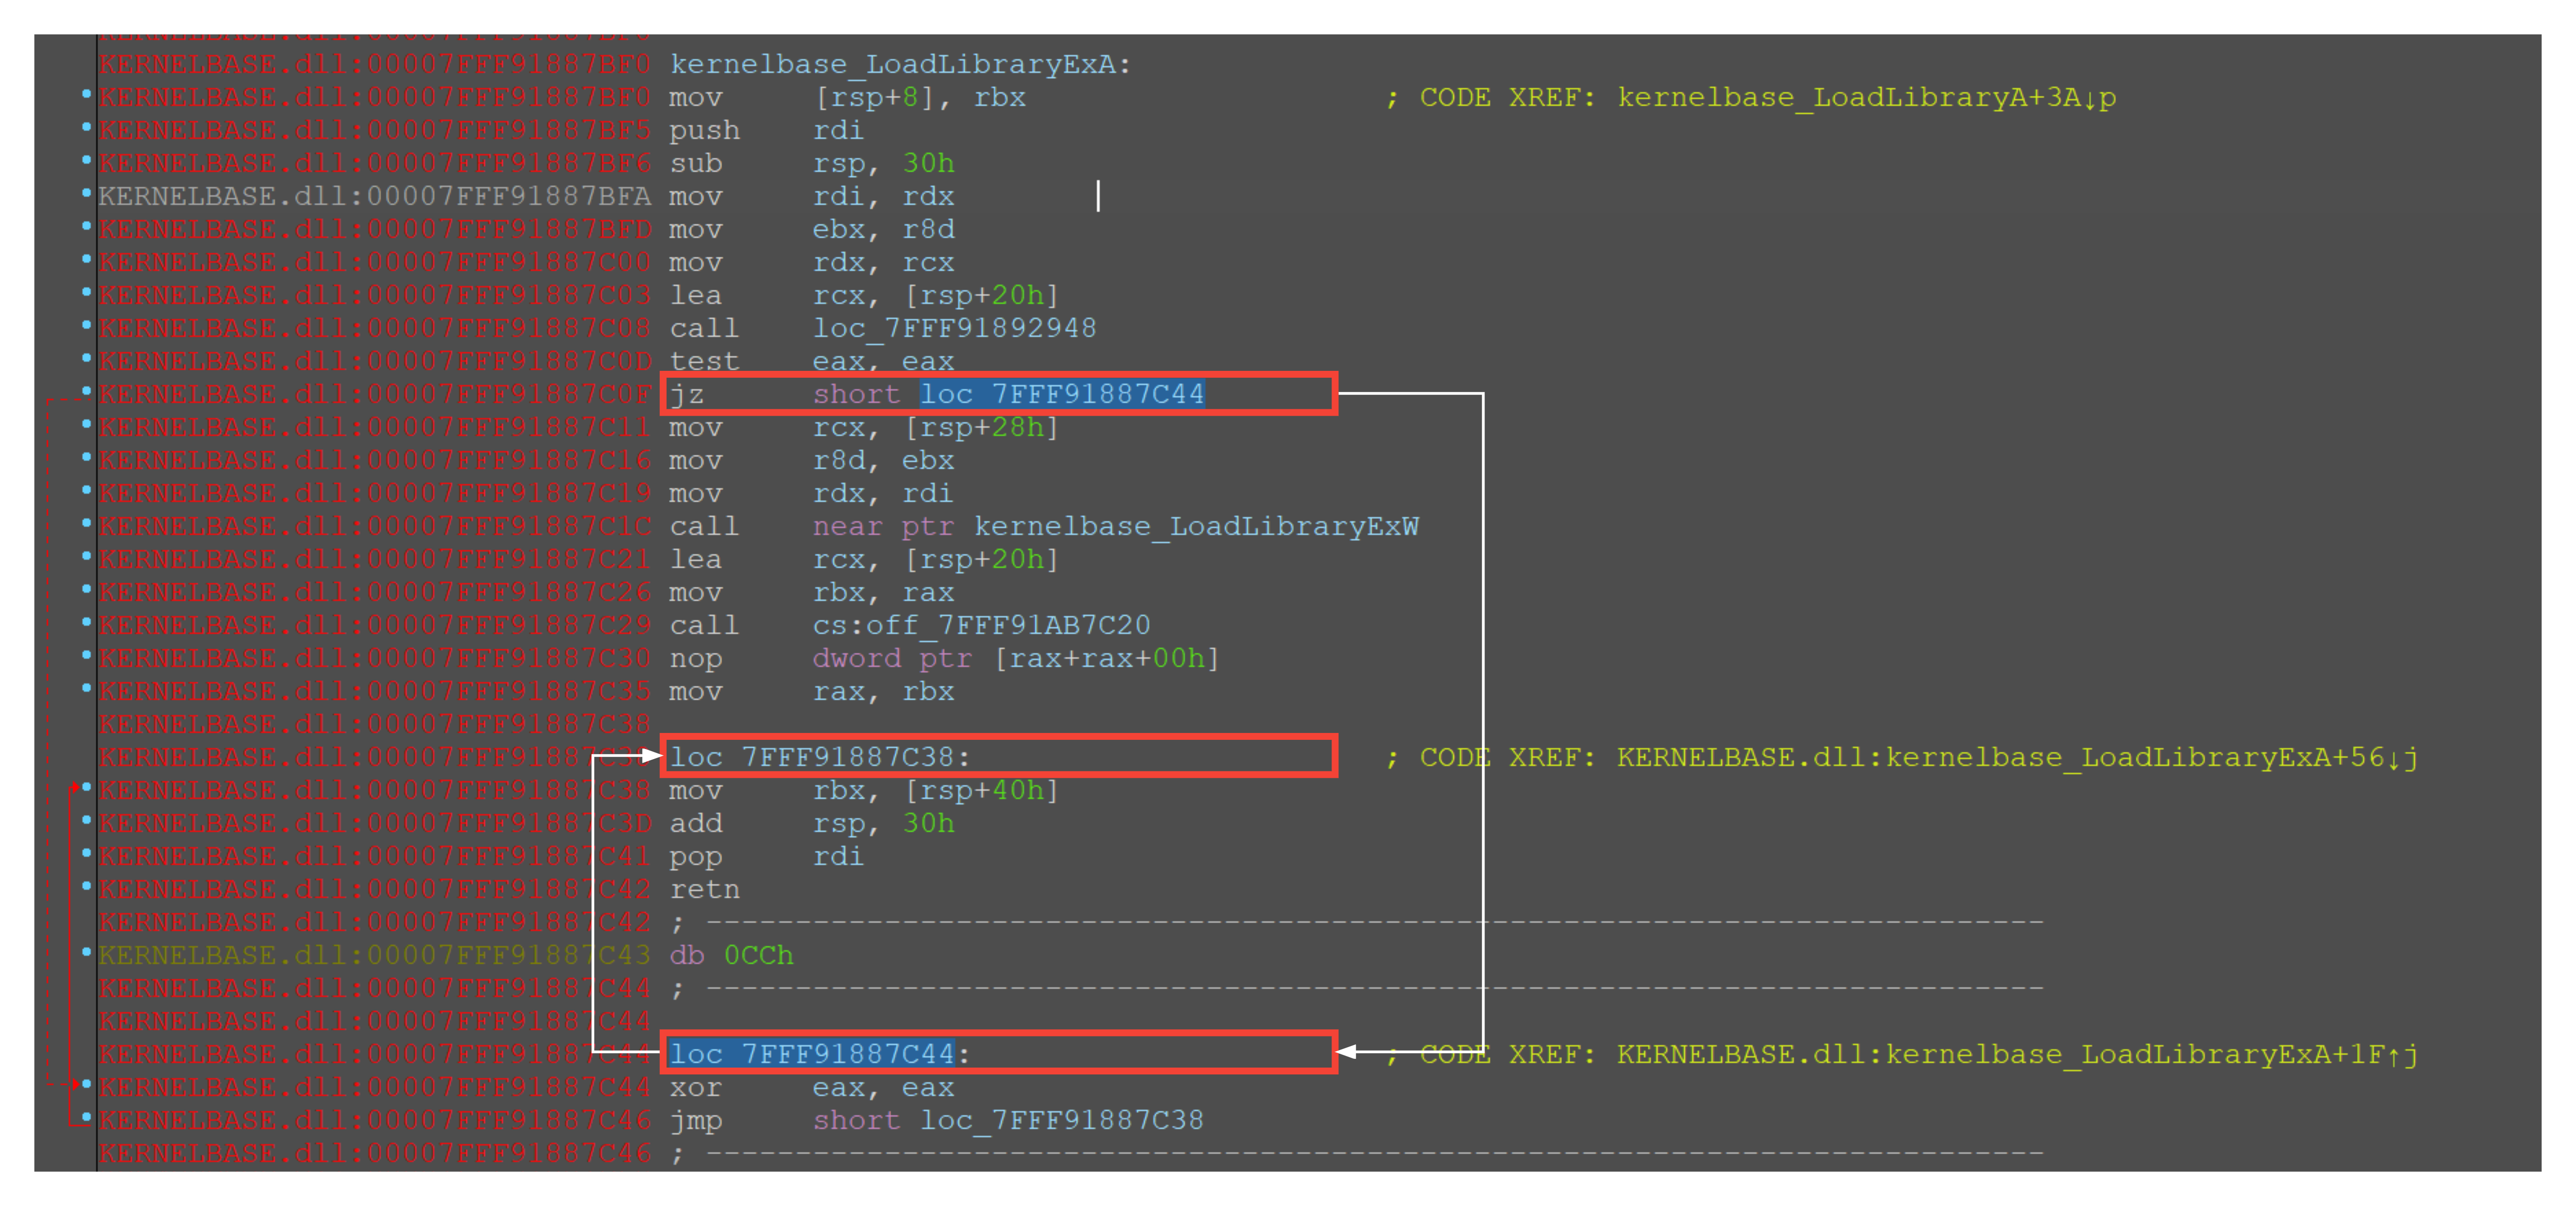 KERNELBASE.dll:00007FFF91887BF0 kernelbase_LoadLibraryExA:
KERNELBASE.dll:00007FFF91887BF0 mov [rsp+8], rbx ; CODE XREF: kernelbase_LoadLibraryA+3A↓p
KERNELBASE.dll:00007FFF91887BF5 push rdi
KERNELBASE.dll:00007FFF91887BF6 sub rsp, 30h
KERNELBASE.dll:00007FFF91887BFA mov rdi, rdx
KERNELBASE.dll:00007FFF91887BFD mov ebx, r8d
KERNELBASE.dll:00007FFF91887C00 mov rdx, rcx
KERNELBASE.dll:00007FFF91887C03 lea rcx, [rsp+20h]
KERNELBASE.dll:00007FFF91887C08 call loc_7FFF91892948
KERNELBASE.dll:00007FFF91887C0D test eax, eax
KERNELBASE.dll:00007FFF91887C0F jz short loc_7FFF91887C44
KERNELBASE.dll:00007FFF91887C11 mov rcx, [rsp+28h]
KERNELBASE.dll:00007FFF91887C16 mov r8d, ebx
KERNELBASE.dll:00007FFF91887C19 mov rdx, rdi
KERNELBASE.dll:00007FFF91887C1C call near ptr kernelbase_LoadLibraryExW
KERNELBASE.dll:00007FFF91887C21 lea rcx, [rsp+20h]
KERNELBASE.dll:00007FFF91887C26 mov rbx, rax
KERNELBASE.dll:00007FFF91887C29 call cs:off_7FFF91AB7C20
KERNELBASE.dll:00007FFF91887C30 nop dword ptr [rax+rax+00h]
KERNELBASE.dll:00007FFF91887C35 mov rax, rbx
KERNELBASE.dll:00007FFF91887C38
KERNELBASE.dll:00007FFF91887C38 loc_7FFF91887C38: ; CODE XREF: KERNELBASE.dll:kernelbase_LoadLibraryExA+56↓j
KERNELBASE.dll:00007FFF91887C38 mov rbx, [rsp+40h]
KERNELBASE.dll:00007FFF91887C3D add rsp, 30h
KERNELBASE.dll:00007FFF91887C41 pop rdi
KERNELBASE.dll:00007FFF91887C42 retn
KERNELBASE.dll:00007FFF91887C42 ; ---------------------------------------------------------------------------
KERNELBASE.dll:00007FFF91887C43 db 0CCh
KERNELBASE.dll:00007FFF91887C44 ; ---------------------------------------------------------------------------
KERNELBASE.dll:00007FFF91887C44
KERNELBASE.dll:00007FFF91887C44 loc_7FFF91887C44: ; CODE XREF: KERNELBASE.dll:kernelbase_LoadLibraryExA+1F↑j
KERNELBASE.dll:00007FFF91887C44 xor eax, eax
KERNELBASE.dll:00007FFF91887C46 jmp short loc_7FFF91887C38
KERNELBASE.dll:00007FFF91887C46 ; ---------------------------------------------------------------------------